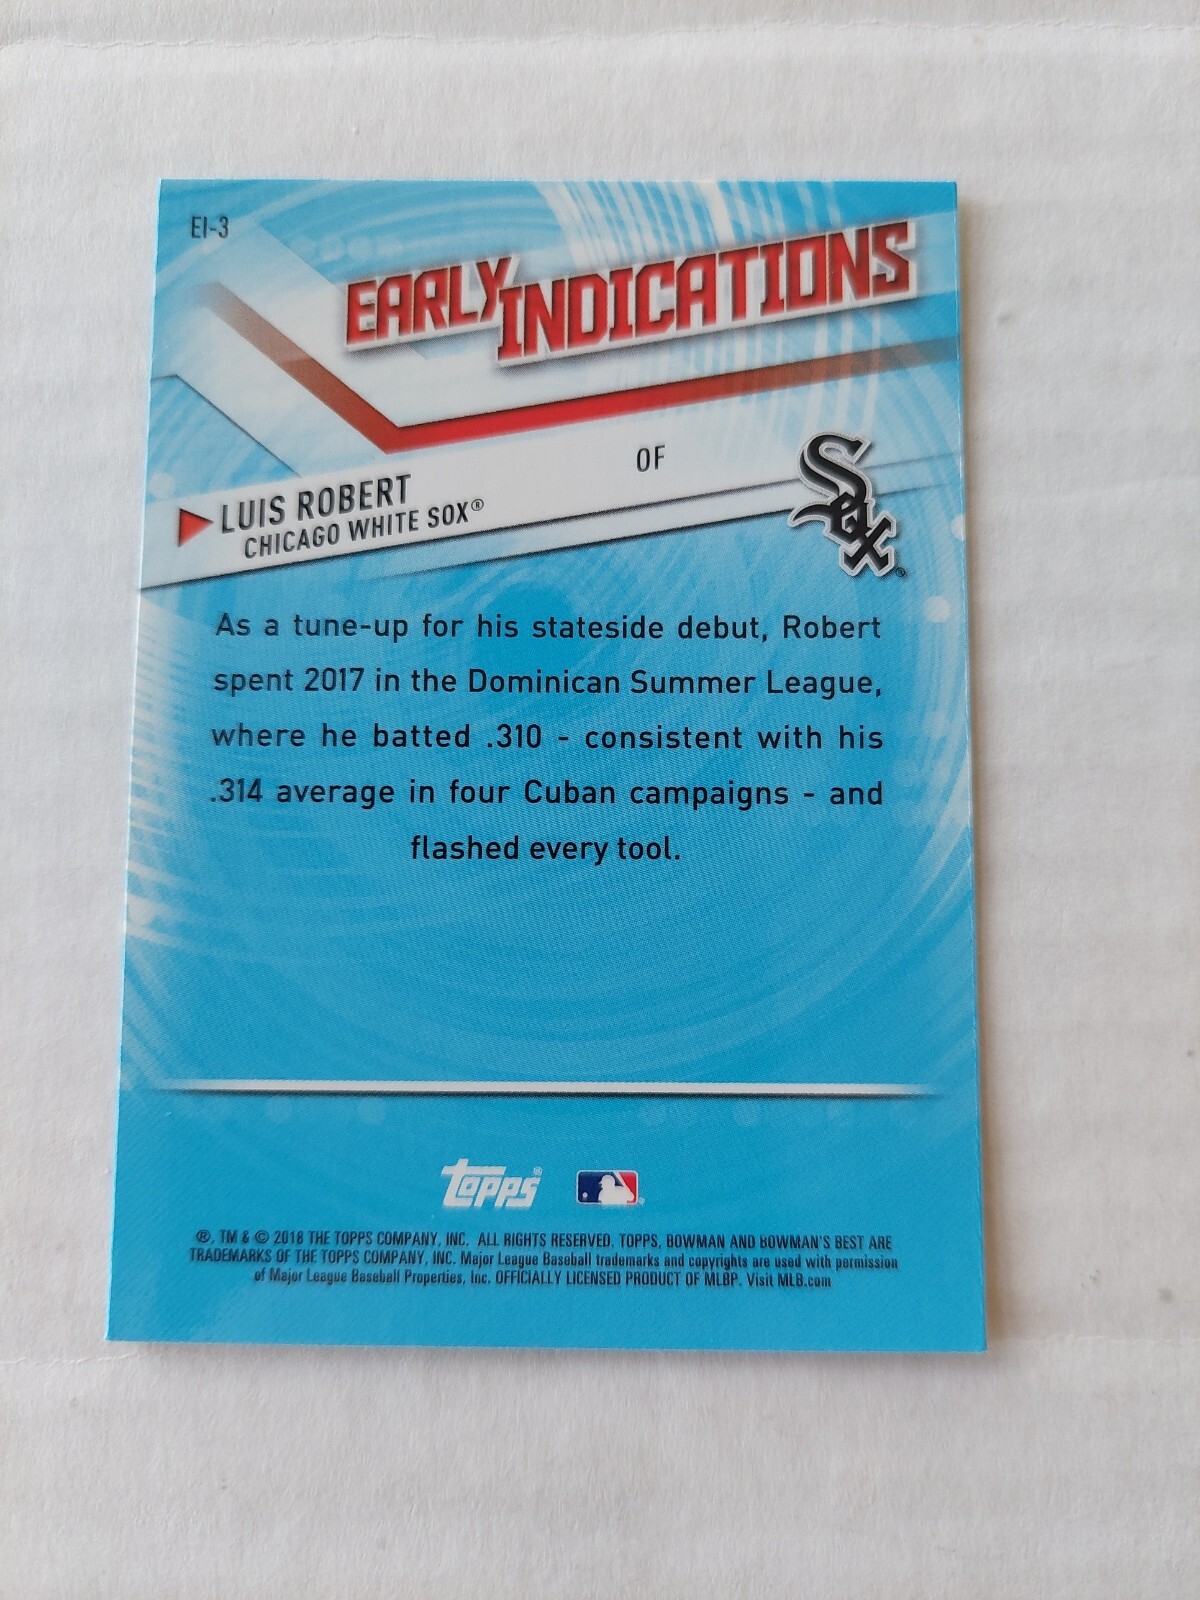 EI-3
EARLY INDICATIONS
OF
LUIS ROBERT
CHICAGO WHITE SOX®
Sox®
As a tune-up for his stateside debut, Robert
spent 2017 in the Dominican Summer League,
where he batted .310 - consistent with his
.314 average in four Cuban campaigns - and
flashed every tool.
Topps®
®, TM & © 2018 THE TOPPS COMPANY, INC. ALL RIGHTS RESERVED. TOPPS, BOWMAN AND BOWMAN'S BEST ARE
TRADEMARKS OF THE TOPPS COMPANY, INC. Major League Baseball trademarks and copyrights are used with permission
of Major League Baseball Properties, Inc. OFFICIALLY LICENSED PRODUCT OF MLBP. Visit MLB.com